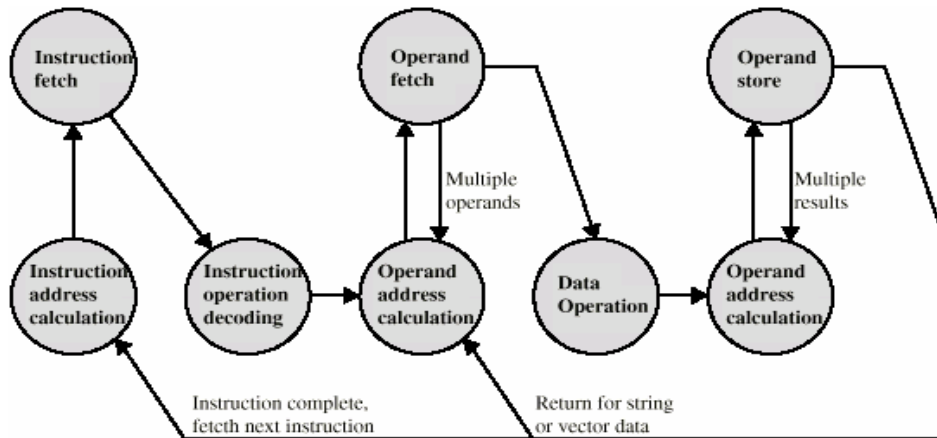 Instruction
fetch
Operand
fetch
Operand
store
Multiple
operands
Multiple
results
Instruction
address
calculation
Instruction
operation
decoding
Operand
address
calculation
Data
Operation
Operand
address
calculation
Instruction complete,
fetcth next instruction
Return for string
or vector data